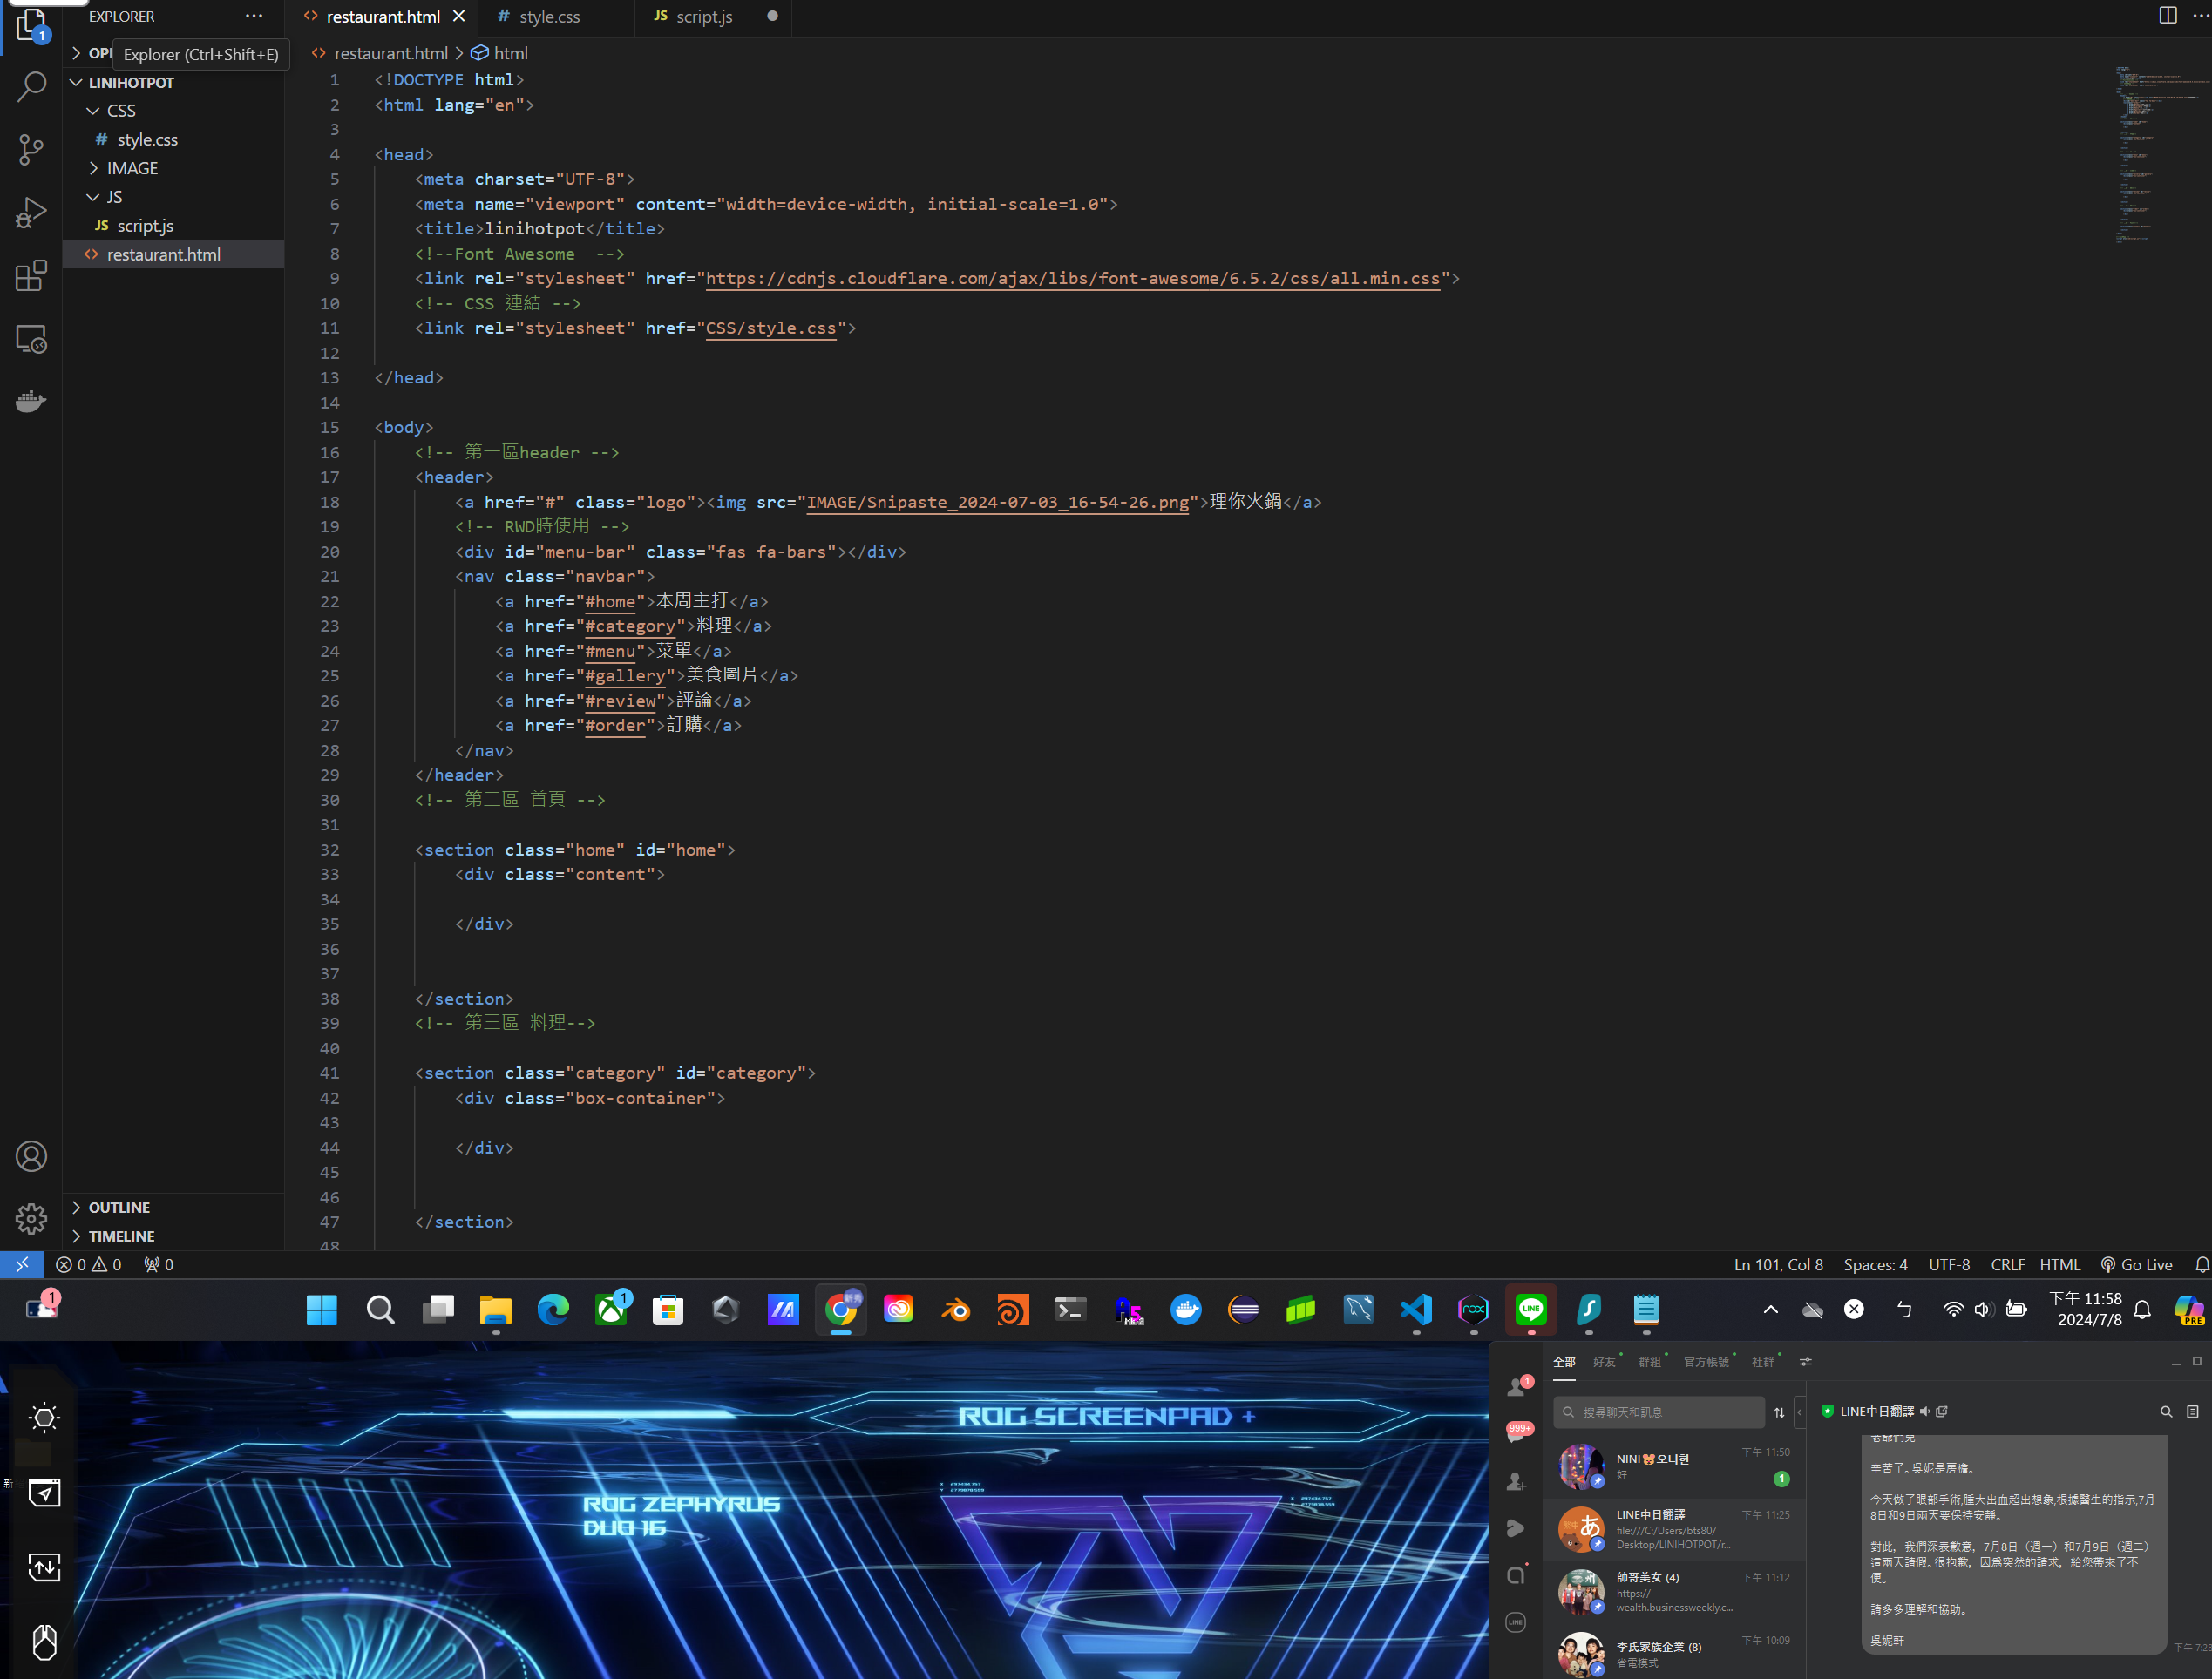 EXPLORER
restaurant.html
# style.css
JS script.js
1
OPE
Explorer (Ctrl+Shift+E)
restaurant.html > html
LINIHOTPOT
CSS
# style.css
IMAGE
JS
JS script.js
restaurant.html
OUTLINE
TIMELINE
1 <!DOCTYPE html>
2 <html lang="en">
3
4 <head>
5 <meta charset="UTF-8">
6 <meta name="viewport" content="width=device-width, initial-scale=1.0">
7 <title>linihotpot</title>
8 <!--Font Awesome -->
9 <link rel="stylesheet" href="https://cdnjs.cloudflare.com/ajax/libs/font-awesome/6.5.2/css/all.min.css">
10 <!-- CSS 連結 -->
11 <link rel="stylesheet" href="CSS/style.css">
12
13 </head>
14
15 <body>
16 <!-- 第一區header -->
17 <header>
18 <a href="#" class="logo"><img src="IMAGE/Snipaste_2024-07-03_16-54-26.png">理你火鍋</a>
19 <!-- RWD時使用 -->
20 <div id="menu-bar" class="fas fa-bars"></div>
21 <nav class="navbar">
22 <a href="#home">本周主打</a>
23 <a href="#category">料理</a>
24 <a href="#menu">菜單</a>
25 <a href="#gallery">美食圖片</a>
26 <a href="#review">評論</a>
27 <a href="#order">訂購</a>
28 </nav>
29 </header>
30 <!-- 第二區 首頁 -->
31
32 <section class="home" id="home">
33 <div class="content">
34
35 </div>
36
37
38 </section>
39 <!-- 第三區 料理-->
40
41 <section class="category" id="category">
42 <div class="box-container">
43
44 </div>
45
46
47 </section>
48
0 0 0
Ln 101, Col 8 Spaces: 4 UTF-8 CRLF HTML Go Live
1
1
LINE
下午 11:58
2024/7/8
PRE
ROG SCREENPAD +
ROG ZEPHYRUS
DUO 16
新
1
999+
LINE
全部 好友 群組 官方帳號 社群
搜尋聊天和訊息
NINI오니현 下午 11:50
好 1
LINE中日翻譯 下午 11:25
file:///C:/Users/bts80/
Desktop/LINIHOTPOT/r...
帥哥美女 (4) 下午 11:12
https://
wealth.businessweekly.c...
李氏家族企業 (8) 下午 10:09
省電模式
LINE中日翻譯
辛苦了。吳妮是房檐。
今天做了眼部手術,腫大出血超出想象,根據醫生的指示,7月
8日和9日兩天要保持安靜。
對此，我們深表歉意，7月8日（週一）和7月9日（週二）
這兩天請假。很抱歉，因爲突然的請求，給您帶來了不
便。
請多多理解和協助。
吳妮軒
下午 7:28